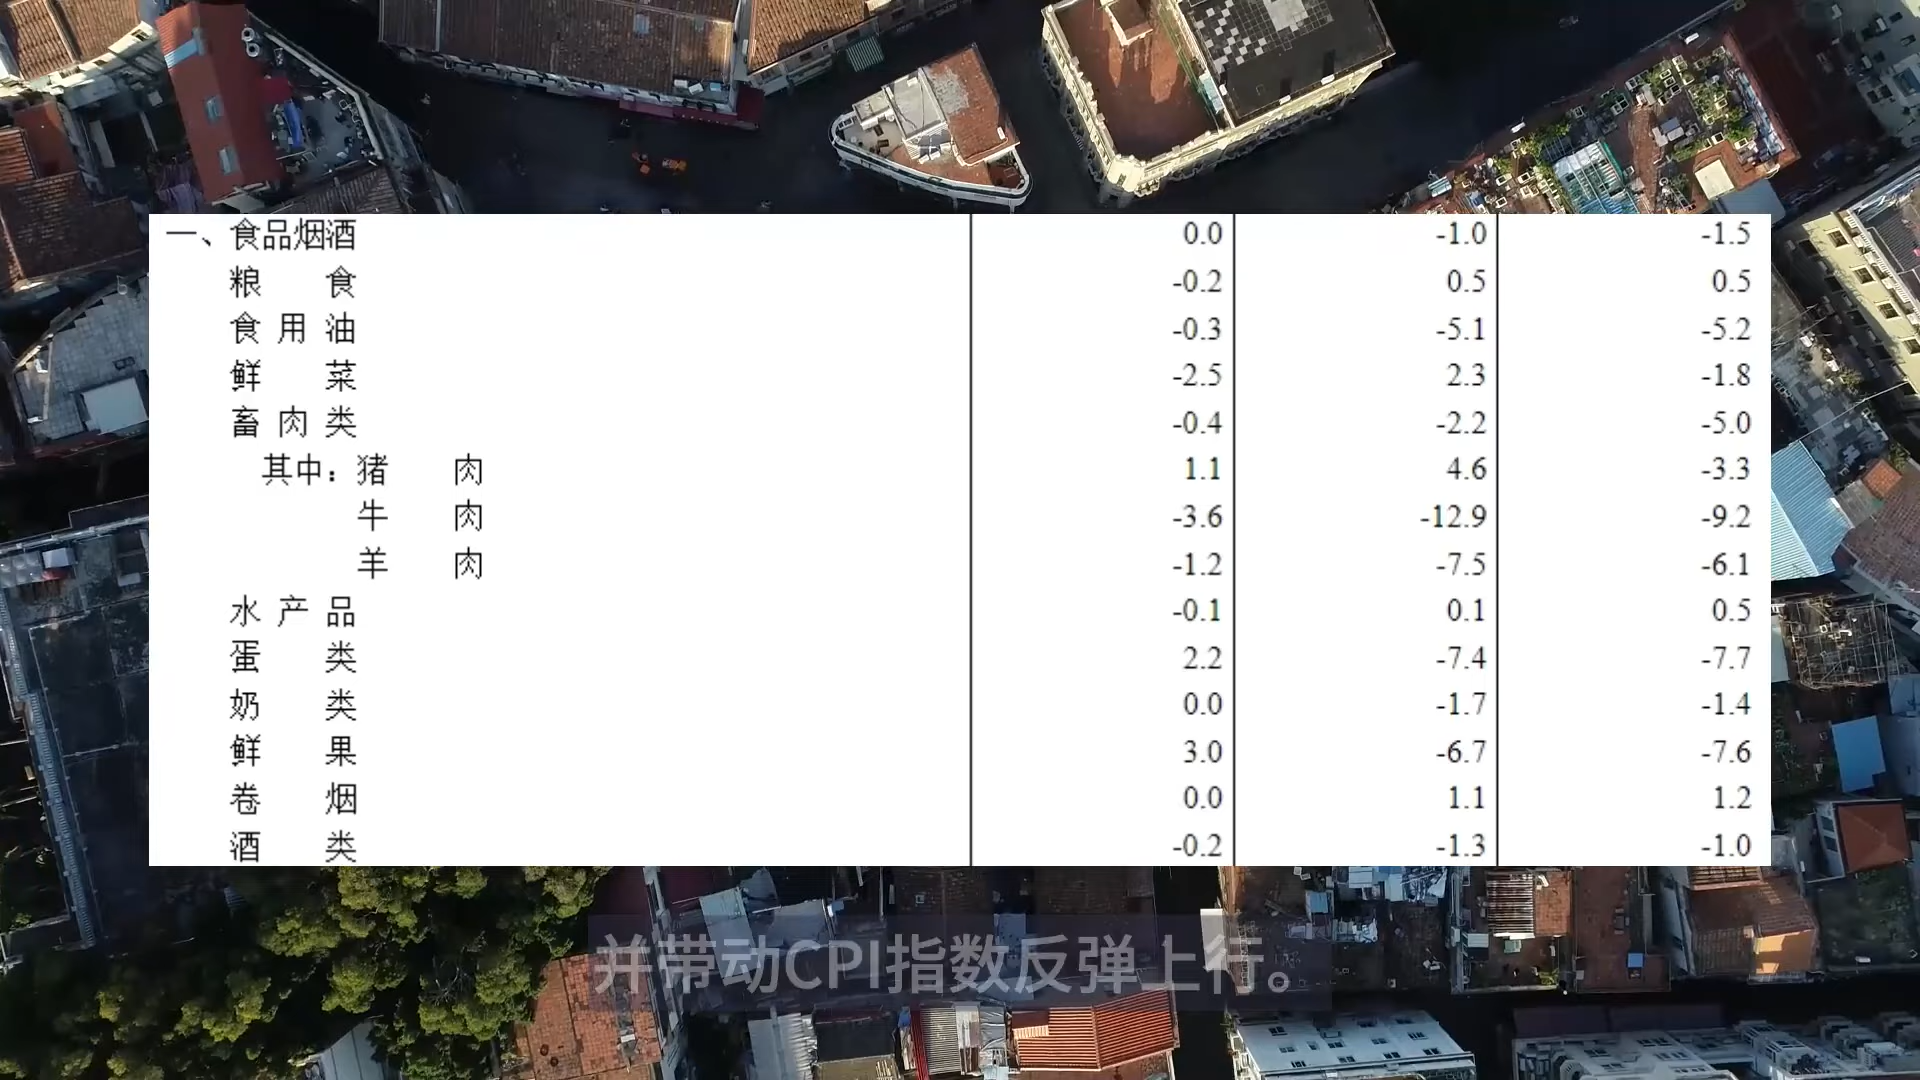 一、食品烟酒 0.0 -1.0 -1.5
粮食 -0.2 0.5 0.5
食用油 -0.3 -5.1 -5.2
鲜菜 -2.5 2.3 -1.8
畜肉类 -0.4 -2.2 -5.0
其中：猪肉 1.1 4.6 -3.3
牛肉 -3.6 -12.9 -9.2
羊肉 -1.2 -7.5 -6.1
水产品 -0.1 0.1 0.5
蛋类 2.2 -7.4 -7.7
奶类 0.0 -1.7 -1.4
鲜果 3.0 -6.7 -7.6
卷烟 0.0 1.1 1.2
酒类 -0.2 -1.3 -1.0
并带动CPI指数反弹上行。